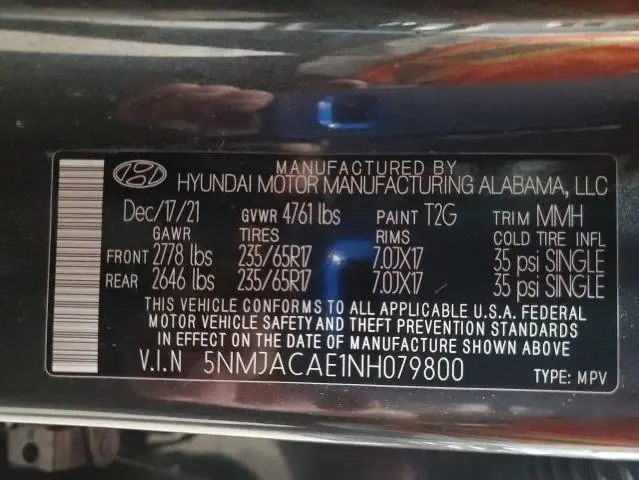 MANUFACTURED BY
HYUNDAI MOTOR MANUFACTURING ALABAMA, LLC
Dec/17/21 GVWR 4761 lbs PAINT T2G TRIM MMH
GAWR TIRES RIMS COLD TIRE INFL
FRONT 2778 lbs 235/65R17 7.0JX17 35 psi SINGLE
REAR 2646 lbs 235/65R17 7.0JX17 35 psi SINGLE
THIS VEHICLE CONFORMS TO ALL APPLICABLE U.S.A. FEDERAL
MOTOR VEHICLE SAFETY AND THEFT PREVENTION STANDARDS
IN EFFECT ON THE DATE OF MANUFACTURE SHOWN ABOVE
V.I.N 5NMJACAE1NH079800 TYPE: MPV